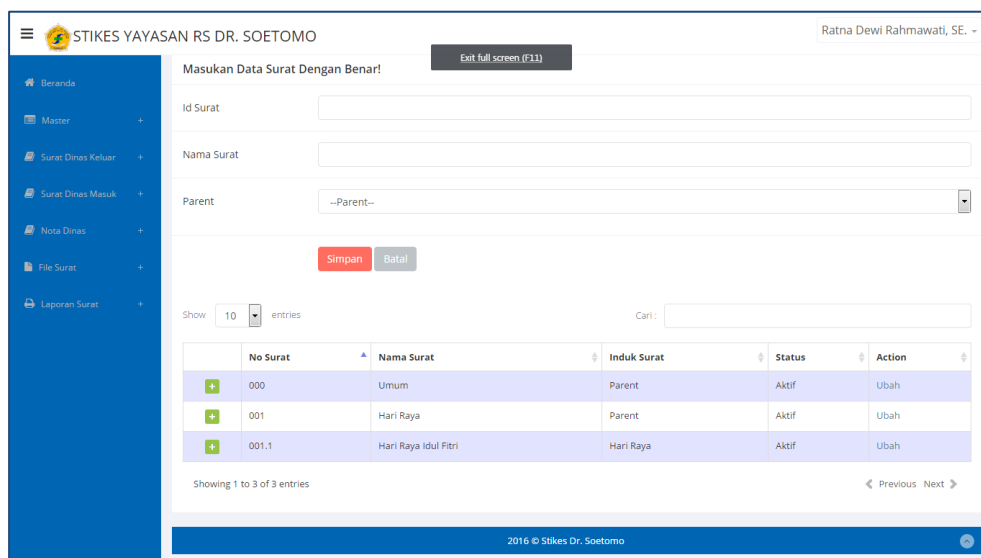 STIKES YAYASAN RS DR. SOETOMO
Ratna Dewi Rahmawati, SE.
Exit full screen (F11)
Beranda
Master +
Surat Dinas Keluar +
Surat Dinas Masuk +
Nota Dinas +
File Surat +
Laporan Surat +
Masukan Data Surat Dengan Benar!
Id Surat
Nama Surat
Parent --Parent--
Simpan Batal
Show 10 entries Cari :
No Surat Nama Surat Induk Surat Status Action
000 Umum Parent Aktif Ubah
001 Hari Raya Parent Aktif Ubah
001.1 Hari Raya Idul Fitri Hari Raya Aktif Ubah
Showing 1 to 3 of 3 entries Previous Next
2016 © Stikes Dr. Soetomo